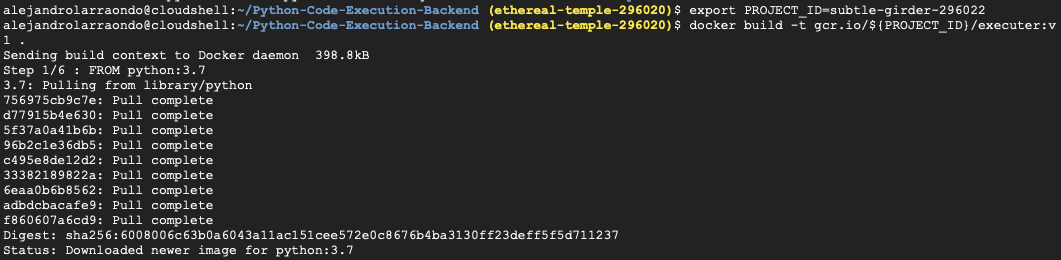 alejandrolarraondo@cloudshell:~/Python-Code-Execution-Backend (ethereal-temple-296020)$ export PROJECT_ID=subtle-girder-296022
alejandrolarraondo@cloudshell:~/Python-Code-Execution-Backend (ethereal-temple-296020)$ docker build -t gcr.io/${PROJECT_ID}/executer:v
1 .
Sending build context to Docker daemon  398.8kB
Step 1/6 : FROM python:3.7
3.7: Pulling from library/python
756975cb9c7e: Pull complete
d77915b4e630: Pull complete
5f37a0a41b6b: Pull complete
96b2c1e36db5: Pull complete
c495e8de12d2: Pull complete
33382189822a: Pull complete
6eaa0b6b8562: Pull complete
adbdcbacafe9: Pull complete
f860607a6cd9: Pull complete
Digest: sha256:6008006c63b0a6043a11ac151cee572e0c8676b4ba3130ff23deff5f5d711237
Status: Downloaded newer image for python:3.7